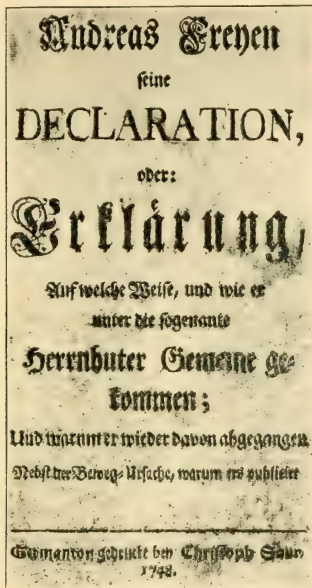 Andreas Freyen
seine
DECLARATION,
oder:
Erklärung,
Auf welche Weise, und wie er
unter die sogenante
Herrnhuter Gemeine ge-
kommen;
Und warum er wieder davon abgegangen
Nebst der Beweg-Ursache, warum ers publicirt
Germanton gedruckt bey Christoph Saur,
1748.